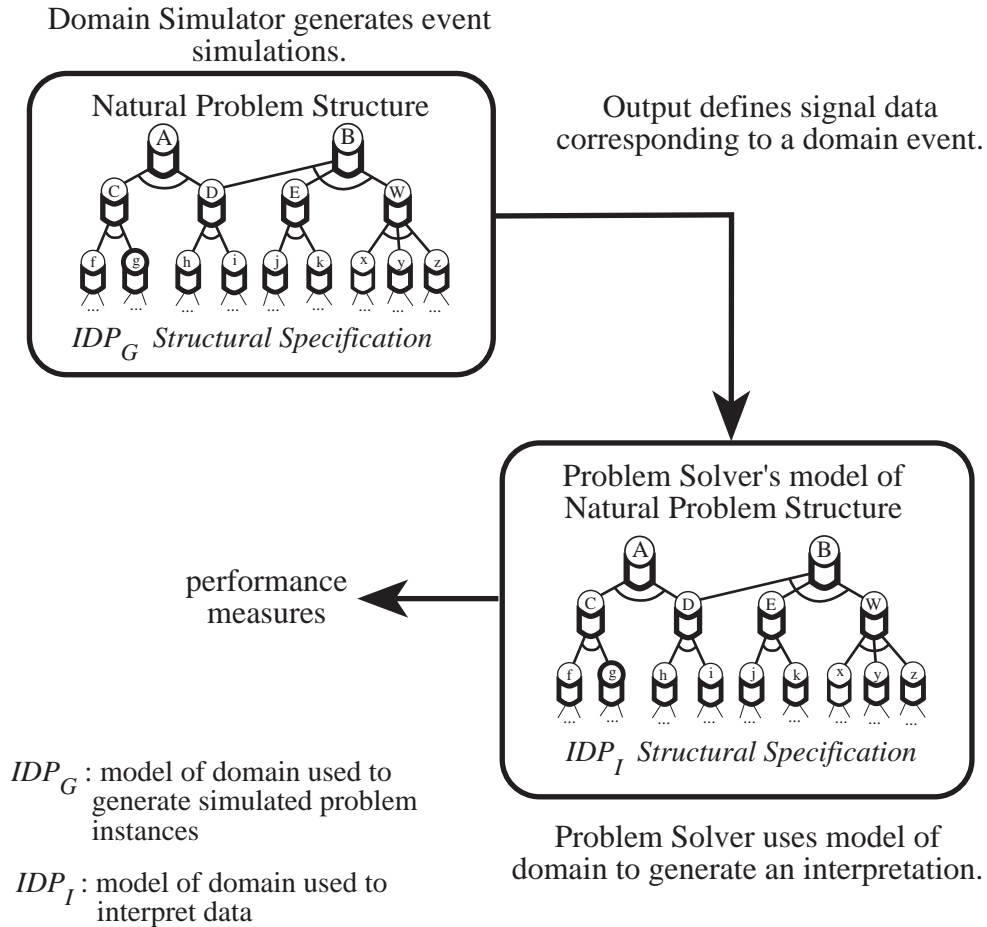 Domain Simulator generates event
simulations.
Natural Problem Structure
A B
C D E W
f g h i j k x y z
... ... ... ... ... ... ... ... ...
IDP_G Structural Specification
Output defines signal data
corresponding to a domain event.
Problem Solver's model of
Natural Problem Structure
A B
C D E W
f g h i j k x y z
... ... ... ... ... ... ... ... ...
IDP_I Structural Specification
performance
measures
Problem Solver uses model of
domain to generate an interpretation.
IDP_G : model of domain used to
generate simulated problem
instances
IDP_I : model of domain used to
interpret data